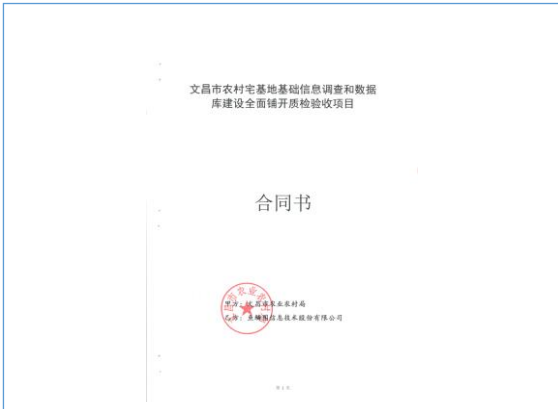 文昌市农村宅基地基础信息调查和数据
库建设全面铺开质检验收项目
合同书
甲方：文昌市农业农村局
乙方：
信息技术股份有限公司